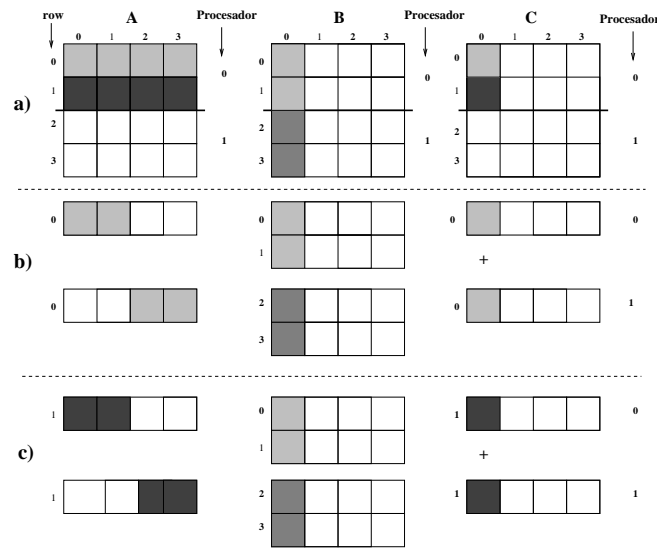 row A Procesador B Procesador C Procesador
0 1 2 3 0 1 2 3 0 1 2 3
0 0 0
0 0 0
1 1 1
a)
2 2 2
1 1 1
3 3 3
0 0 0 0
1 +
b)
0 2 0 1
3
1 0 1 0
1 +
c)
1 2 1 1
3